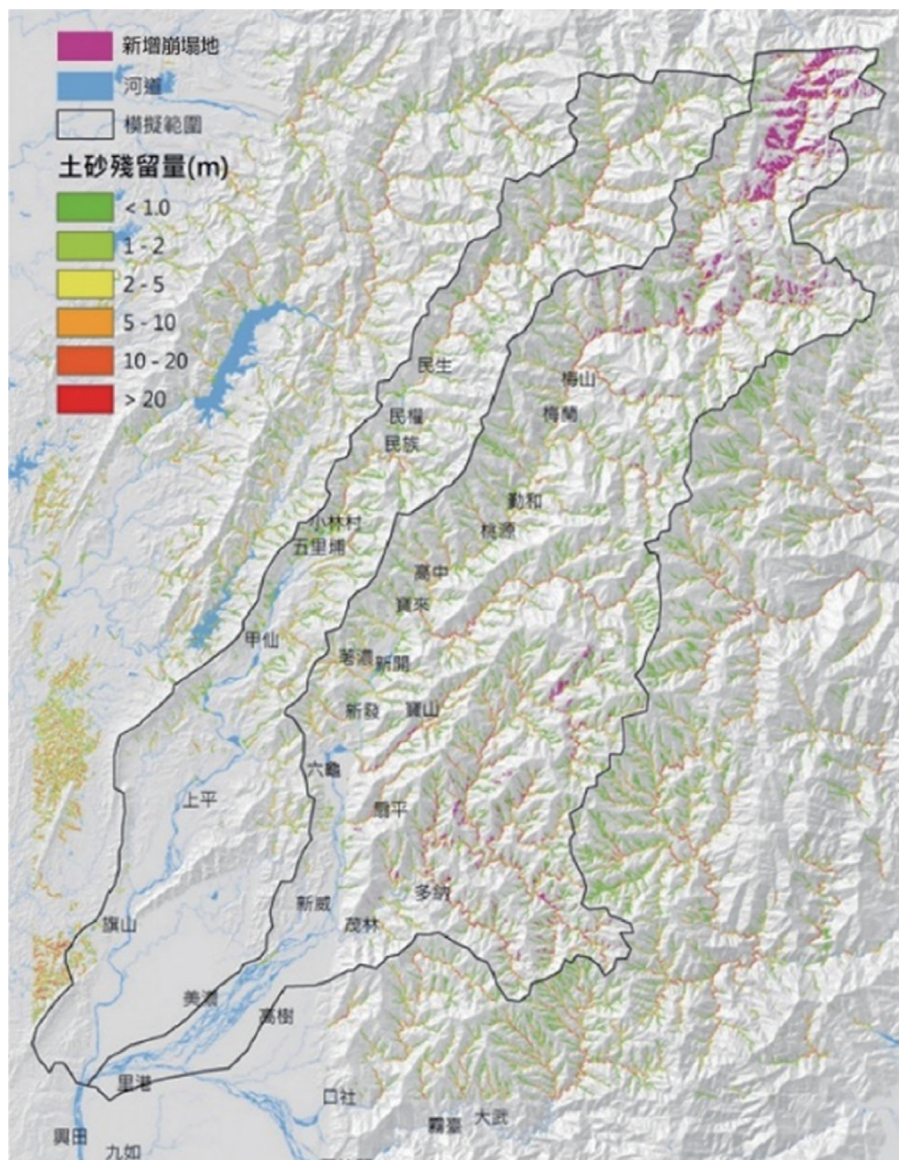 新增崩塌地
河道
模擬範圍
土砂殘留量(m)
< 1.0
1 - 2
2 - 5
5 - 10
10 - 20
> 20
民生
梅山
民權
梅蘭
民族
勤和
小林村
桃源
五里埔
高中
寶來
甲仙
荖濃
新開
新發
寶山
六龜
上平
扇平
多納
新威
旗山
茂林
美濃
高樹
里港
口社
大武
霧臺
興田
九如